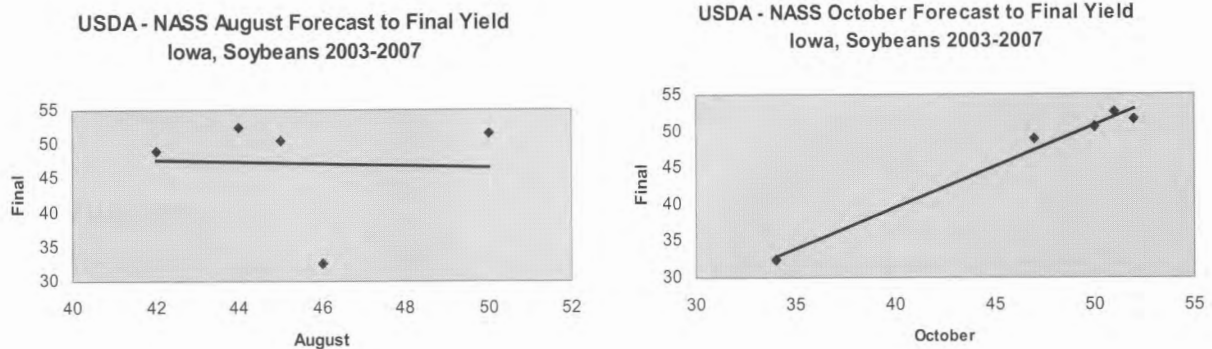 USDA - NASS August Forecast to Final Yield
Iowa, Soybeans 2003-2007
Final
55
50
45
40
35
30
40 42 44 46 48 50 52
August
USDA - NASS October Forecast to Final Yield
Iowa, Soybeans 2003-2007
Final
55
50
45
40
35
30
30 35 40 45 50 55
October